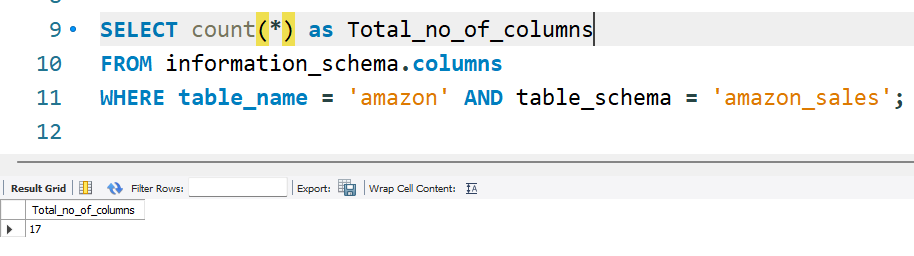 9 SELECT count(*) as Total_no_of_columns
10 FROM information_schema.columns
11 WHERE table_name = 'amazon' AND table_schema = 'amazon_sales';
12
Result Grid Filter Rows: Export: Wrap Cell Content:
Total_no_of_columns
17